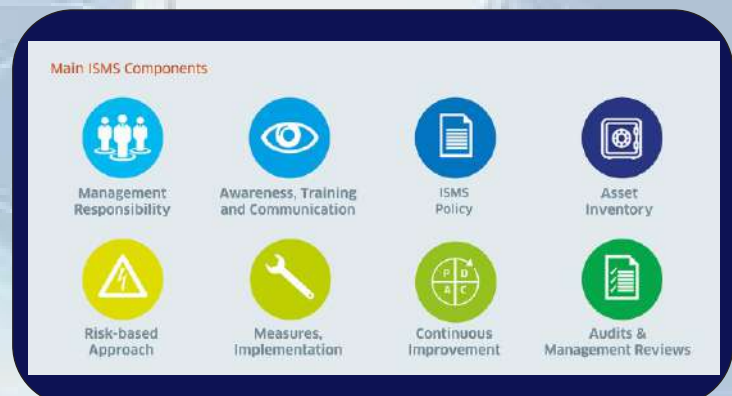 Main ISMS Components
Management
Responsibility
Awareness, Training
and Communication
ISMS
Policy
Asset
Inventory
P D
A C
Risk-based
Approach
Measures,
Implementation
Continuous
Improvement
Audits &
Management Reviews